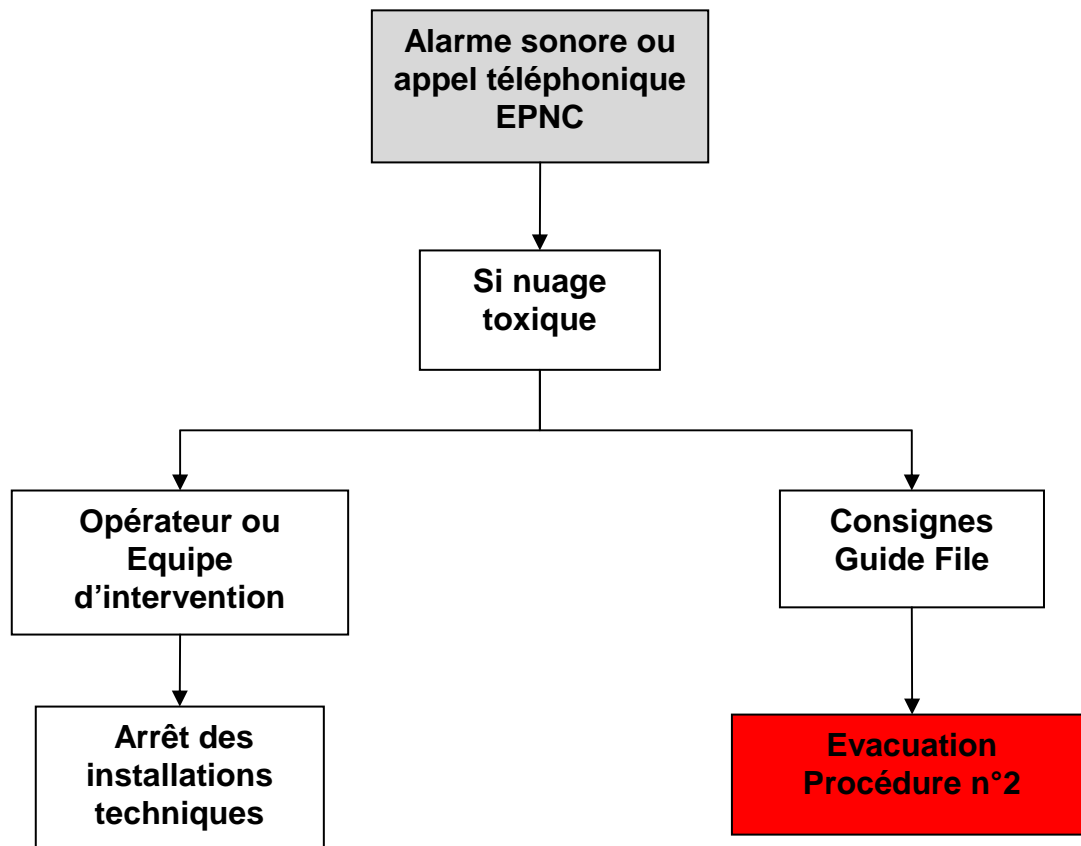 Alarme sonore ou
appel téléphonique
EPNC
Si nuage
toxique
Opérateur ou
Equipe
d’intervention
Consignes
Guide File
Arrêt des
installations
techniques
Evacuation
Procédure n°2